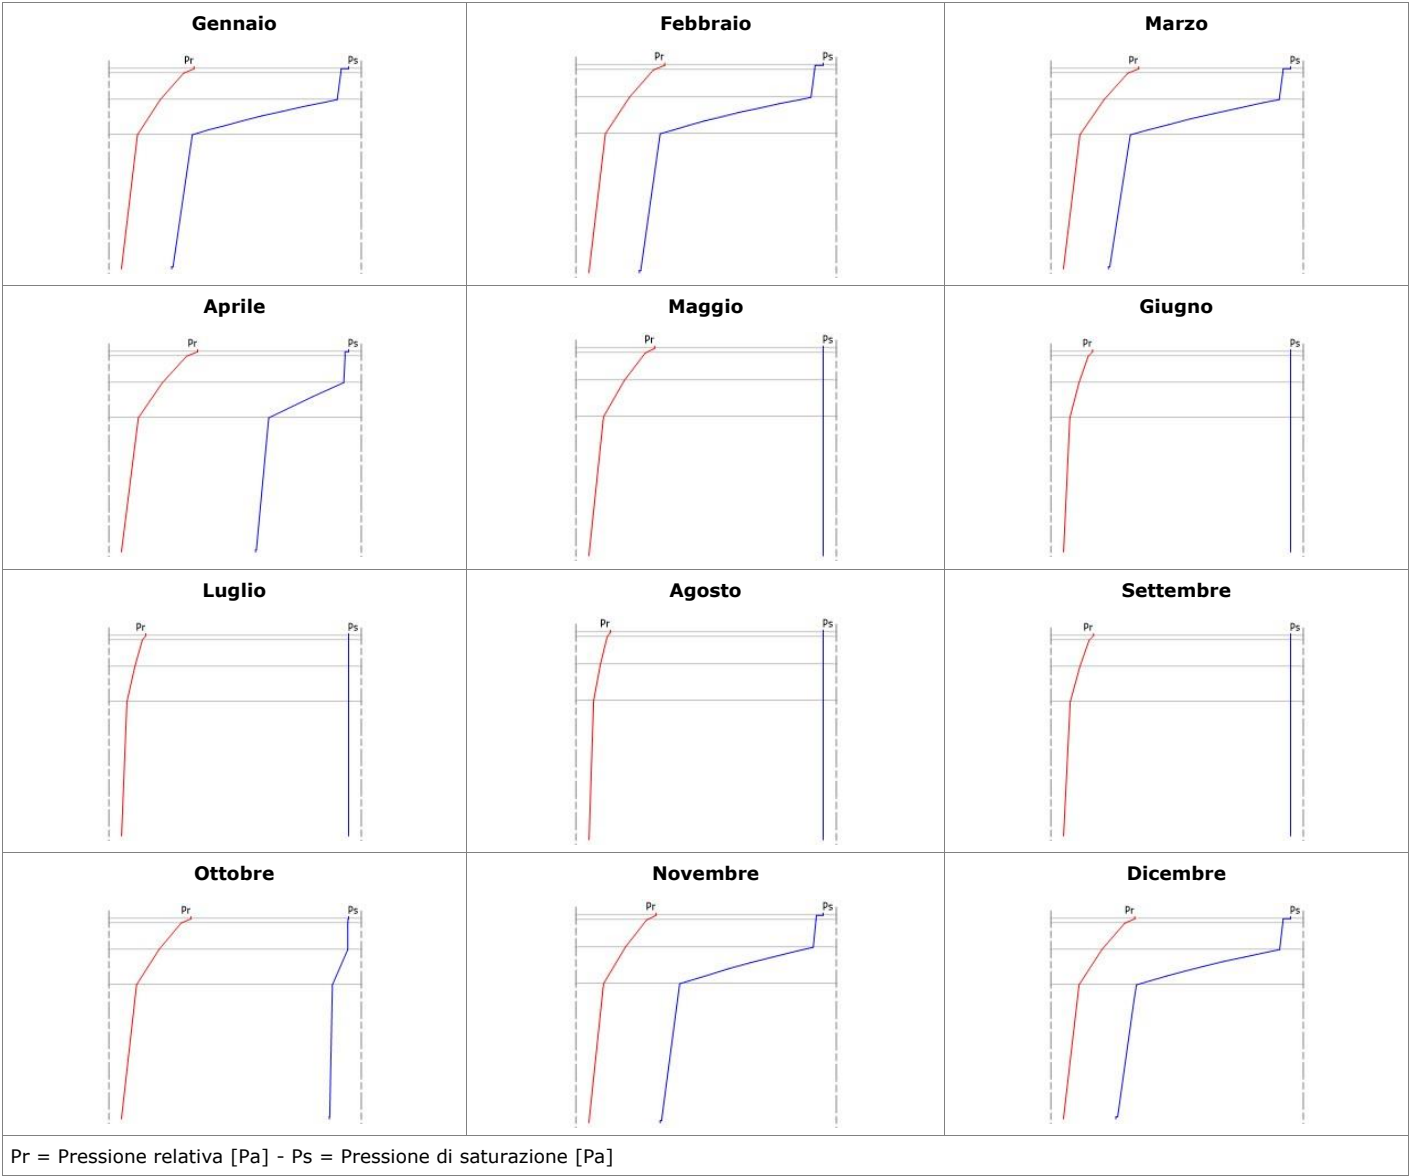 Gennaio
Febbraio
Marzo
Pr
Ps
Pr
Ps
Pr
Ps
Aprile
Maggio
Giugno
Pr
Ps
Pr
Ps
Pr
Ps
Luglio
Agosto
Settembre
Pr
Ps
Pr
Ps
Pr
Ps
Ottobre
Novembre
Dicembre
Pr
Ps
Pr
Ps
Pr
Ps
Pr = Pressione relativa [Pa] - Ps = Pressione di saturazione [Pa]